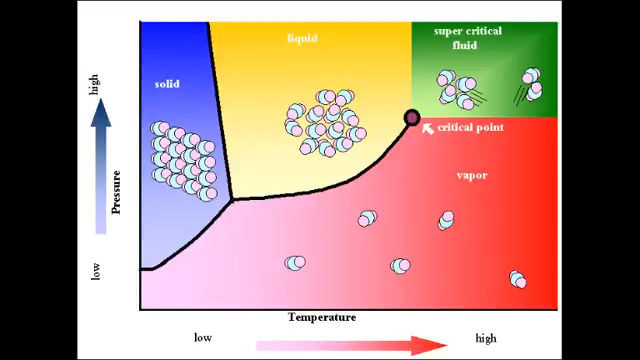 super critical
fluid
liquid
solid
high
critical point
vapor
Pressure
low
Temperature
low
high